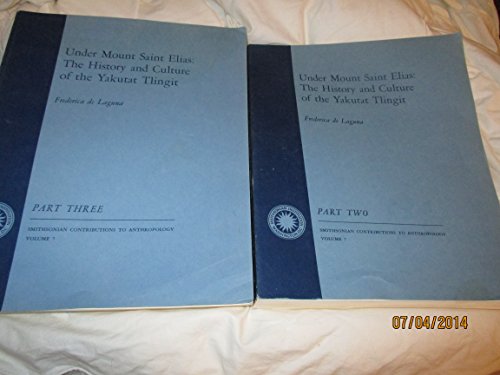 Under Mount Saint Elias:
The History and Culture
of the Yakutat Tlingit
Frederica de Laguna
PART THREE
SMITHSONIAN CONTRIBUTIONS TO ANTHROPOLOGY
VOLUME 7
Under Mount Saint Elias:
The History and Culture
of the Yakutat Tlingit
Frederica de Laguna
PART TWO
SMITHSONIAN CONTRIBUTIONS TO ANTHROPOLOGY
VOLUME 7
07/04/2014